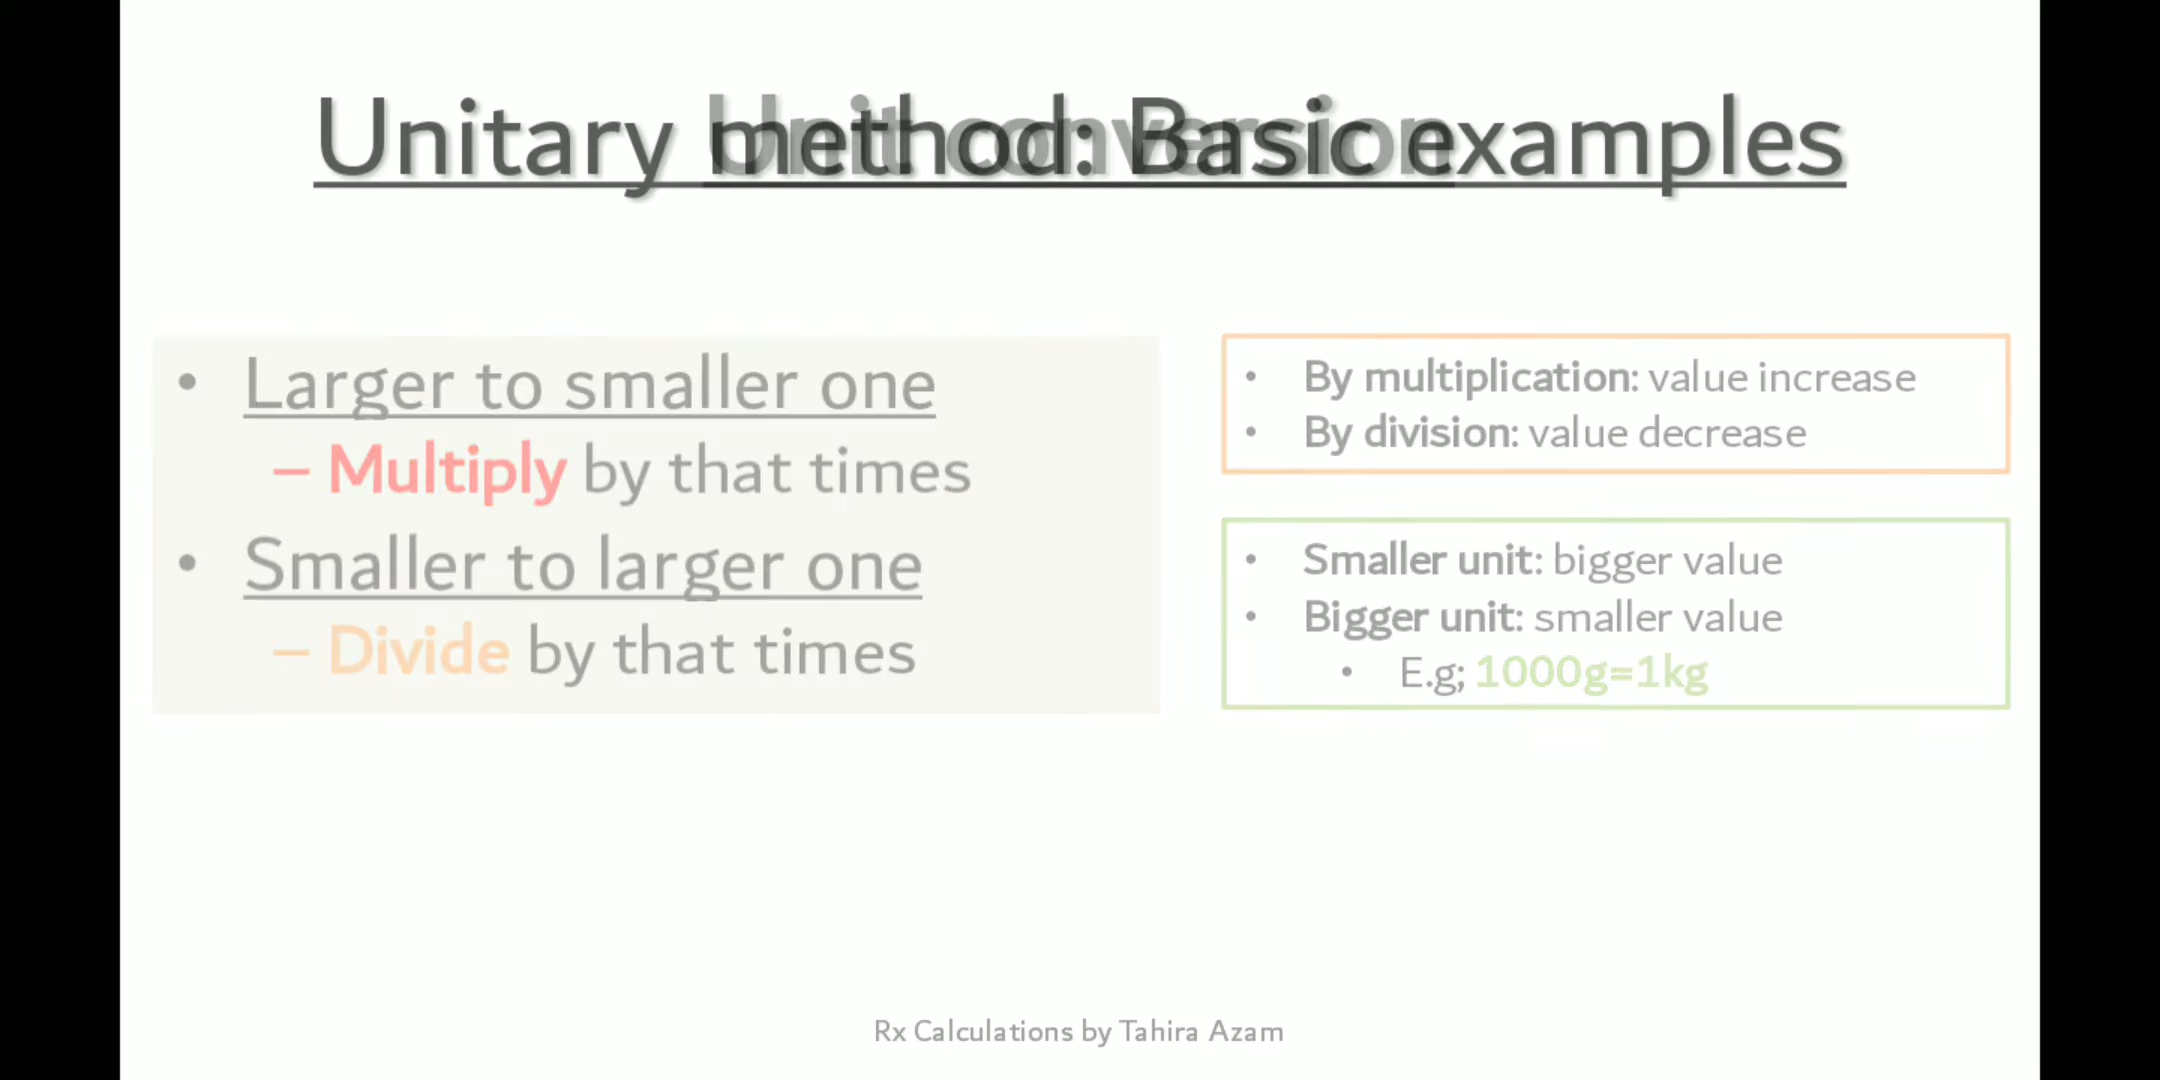 Unitary method: Basic examples
Unit conversion
• Larger to smaller one
– Multiply by that times
• Smaller to larger one
– Divide by that times
• By multiplication: value increase
• By division: value decrease
• Smaller unit: bigger value
• Bigger unit: smaller value
• E.g; 1000g=1kg
Rx Calculations by Tahira Azam